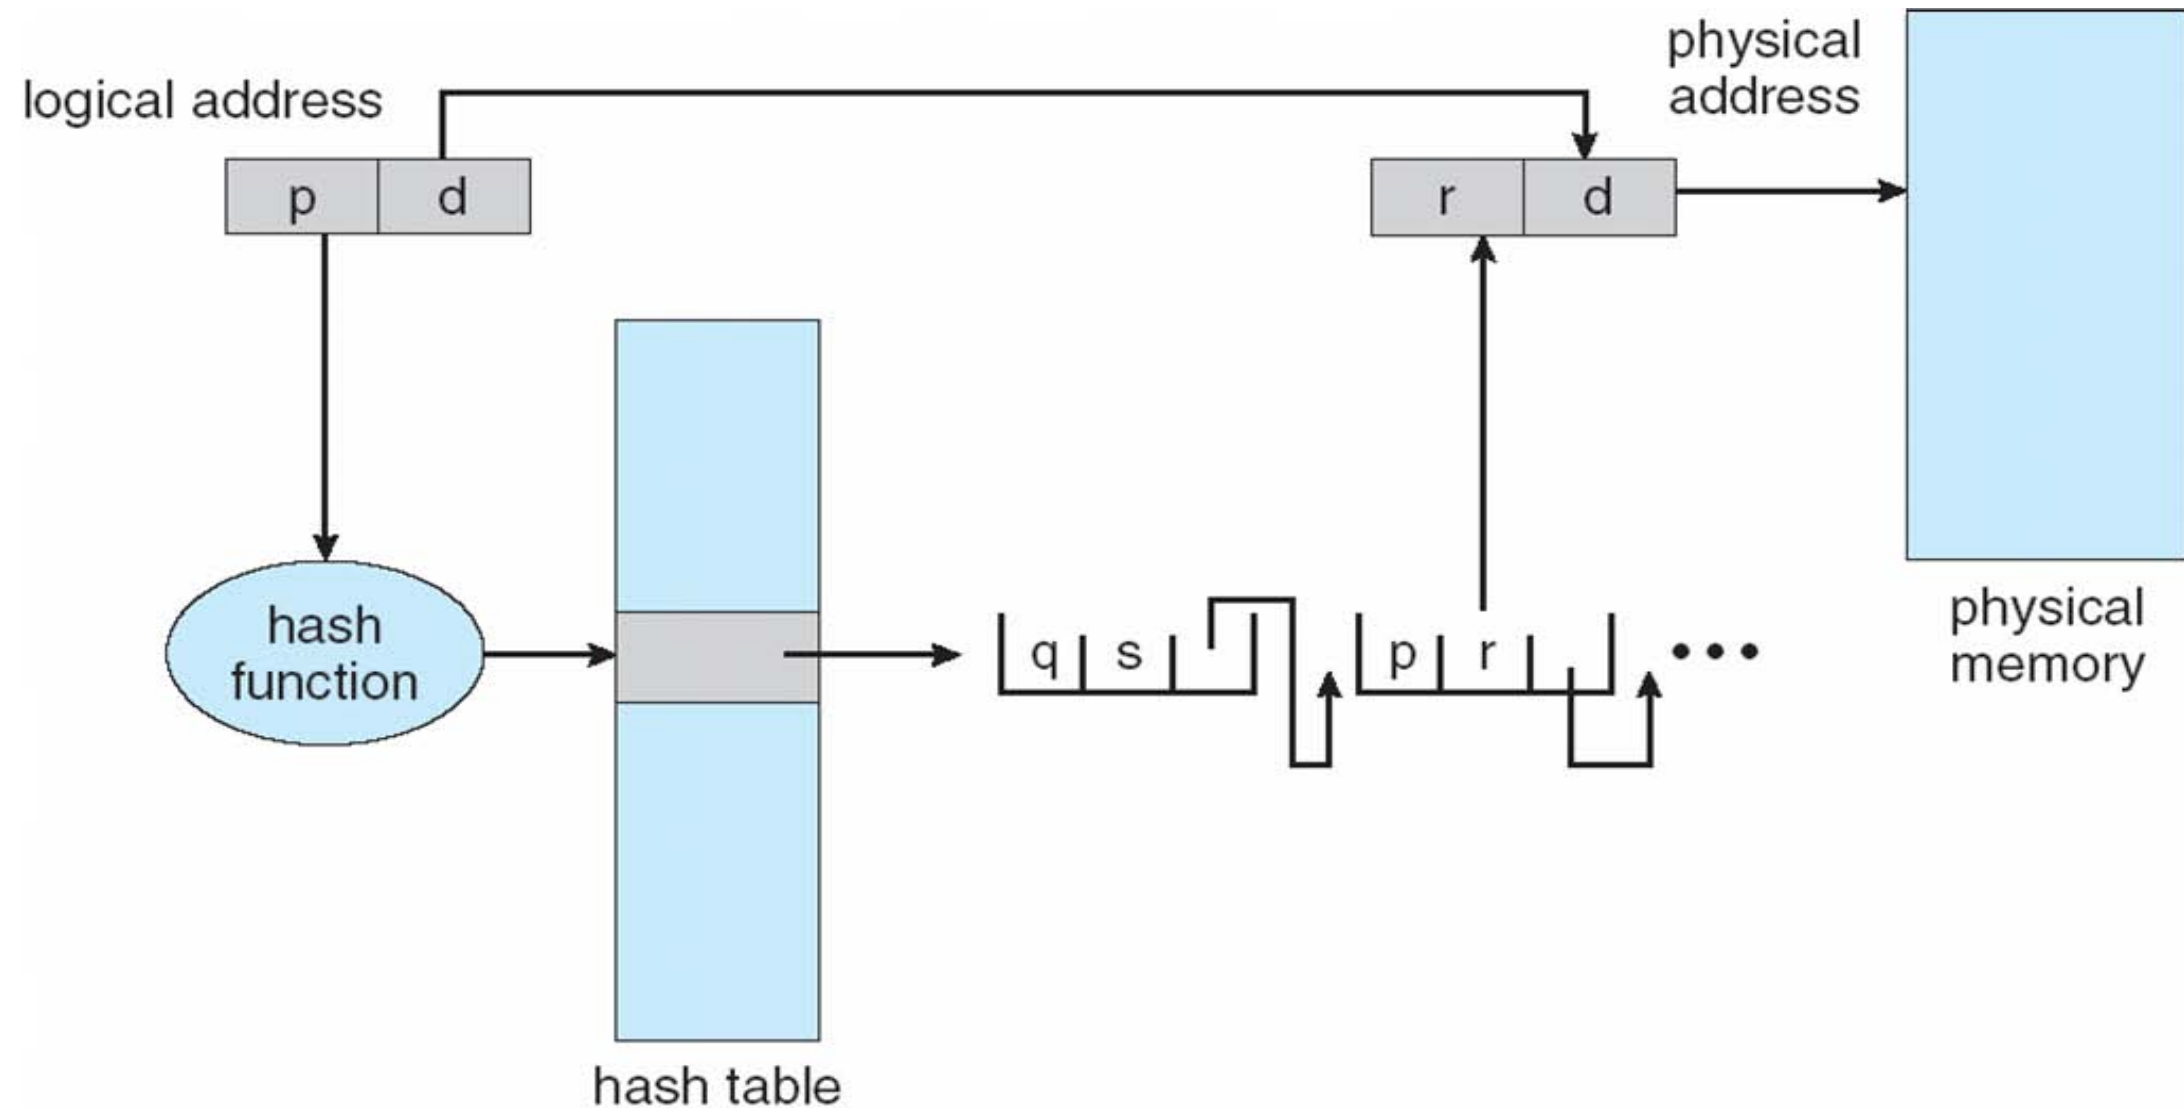 logical address
physical
address
p d
r d
hash
function
q s
p r
•••
physical
memory
hash table